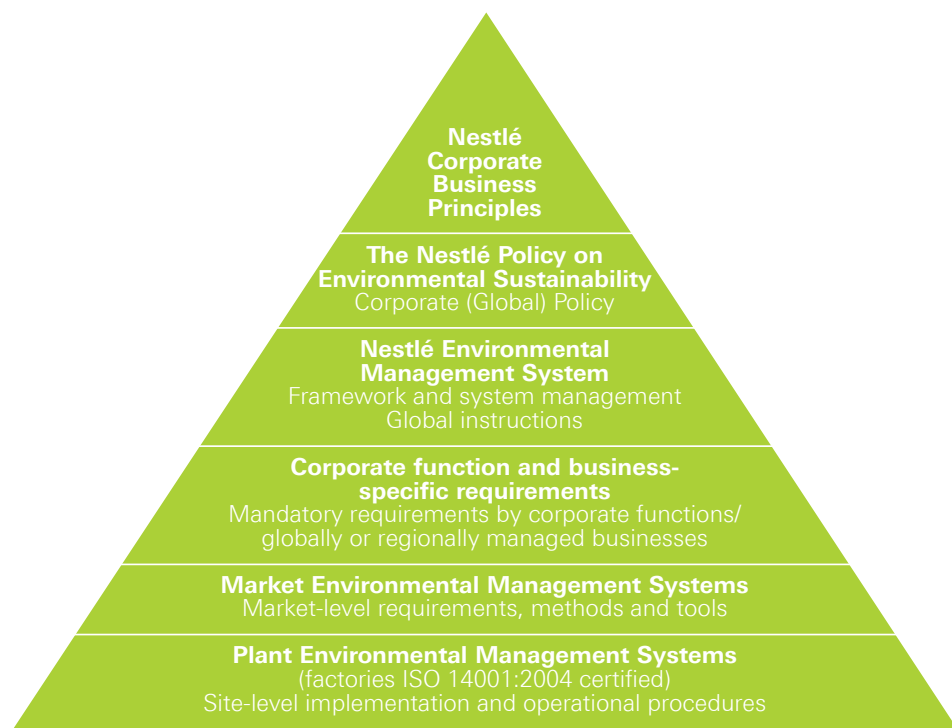 Nestlé
Corporate
Business
Principles
The Nestlé Policy on
Environmental Sustainability
Corporate (Global) Policy
Nestlé Environmental
Management System
Framework and system management
Global instructions
Corporate function and business-
specific requirements
Mandatory requirements by corporate functions/
globally or regionally managed businesses
Market Environmental Management Systems
Market-level requirements, methods and tools
Plant Environmental Management Systems
(factories ISO 14001:2004 certified)
Site-level implementation and operational procedures